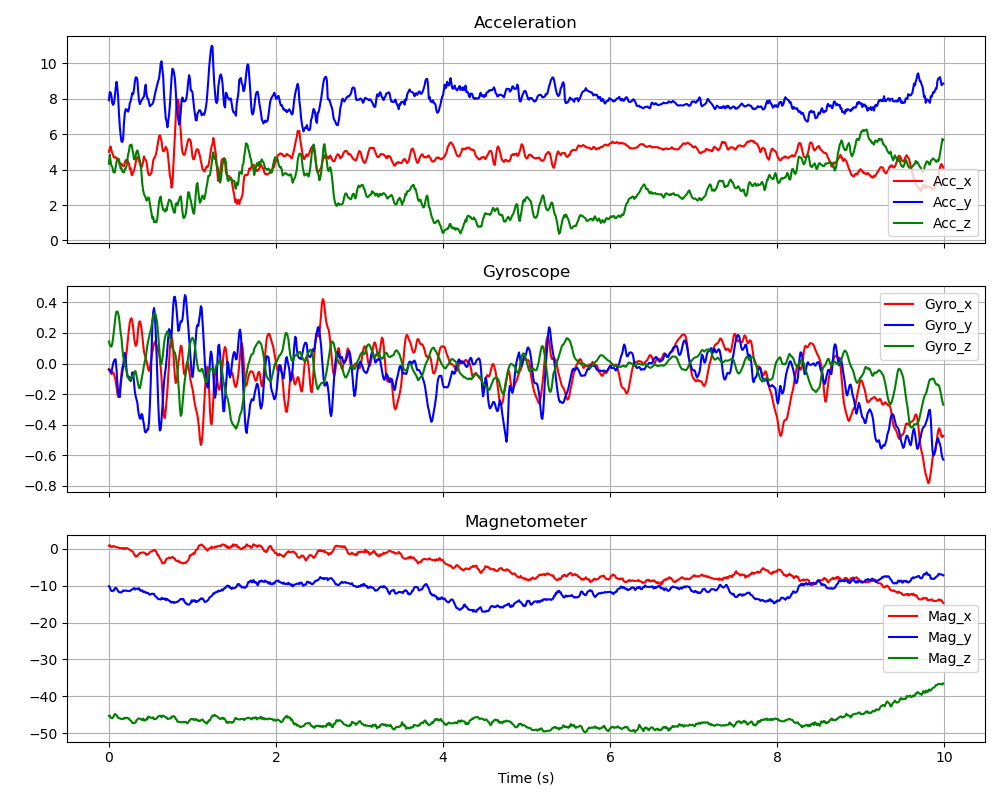 Acceleration
10
8
6
4
2
0
Acc_x
Acc_y
Acc_z
Gyroscope
0.4
0.2
0.0
−0.2
−0.4
−0.6
−0.8
Gyro_x
Gyro_y
Gyro_z
Magnetometer
0
−10
−20
−30
−40
−50
Mag_x
Mag_y
Mag_z
0 2 4 6 8 10
Time (s)